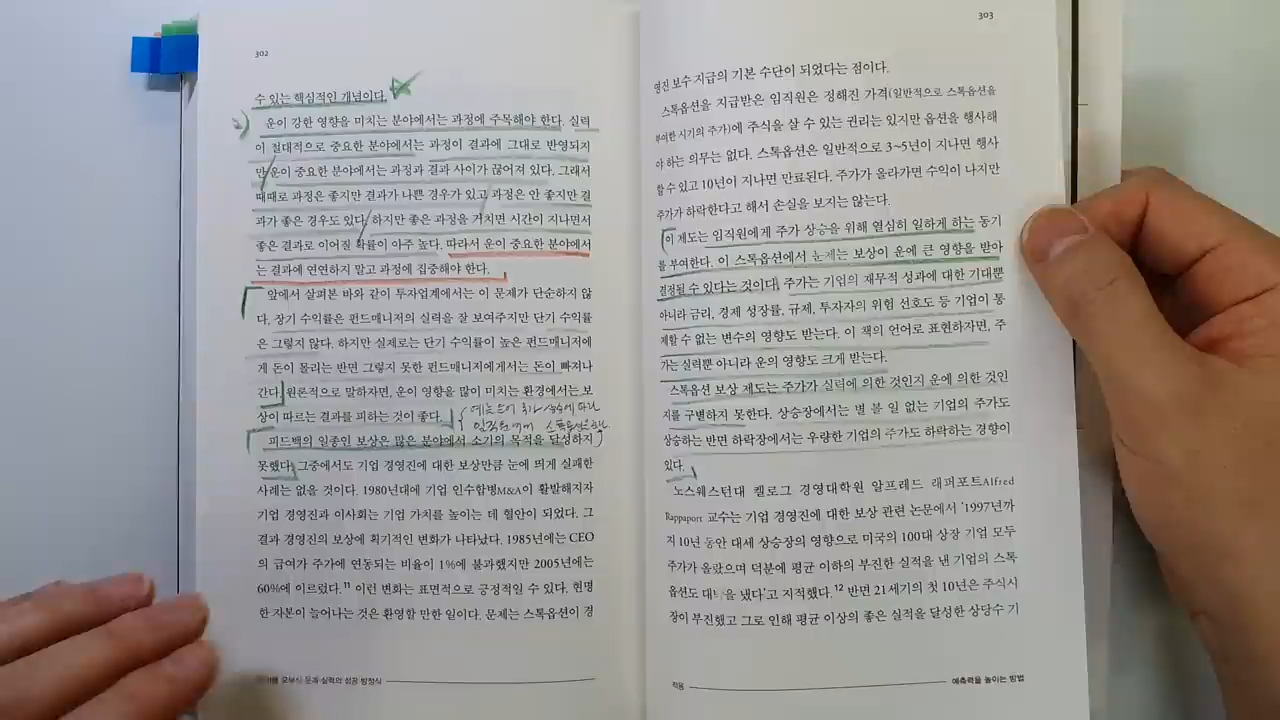 302
수 있는 핵심적인 개념이다.
운이 강한 영향을 미치는 분야에서는 과정에 주목해야 한다. 실력
이 절대적으로 중요한 분야에서는 과정이 결과에 그대로 반영되지
만 운이 중요한 분야에서는 과정과 결과 사이가 끊어져 있다. 그래서
때때로 과정은 좋지만 결과가 나쁜 경우가 있고 과정은 안 좋지만 결
과가 좋은 경우도 있다. 하지만 좋은 과정을 거치면 시간이 지나면서
좋은 결과로 이어질 확률이 아주 높다. 따라서 운이 중요한 분야에서
는 결과에 연연하지 말고 과정에 집중해야 한다.
앞에서 살펴본 바와 같이 투자업계에서는 이 문제가 단순하지 않
다. 장기 수익률은 펀드매니저의 실력을 잘 보여주지만 단기 수익률
은 그렇지 않다. 하지만 실제로는 단기 수익률이 높은 펀드매니저에
게 돈이 몰리는 반면 그렇지 못한 펀드매니저에게서는 돈이 빠져나
간다. 원론적으로 말하자면, 운이 영향을 많이 미치는 환경에서는 보
상이 따르는 결과를 피하는 것이 좋다.
피드백의 일종인 보상은 많은 분야에서 소기의 목적을 달성하지
못했다. 그중에서도 기업 경영진에 대한 보상만큼 눈에 띄게 실패한
사례는 없을 것이다. 1980년대에 기업 인수합병M&A이 활발해지자
기업 경영진과 이사회는 기업 가치를 높이는 데 혈안이 되었다. 그
결과 경영진의 보상에 획기적인 변화가 나타났다. 1985년에는 CEO
의 급여가 주가에 연동되는 비율이 1%에 불과했지만 2005년에는
60%에 이르렀다.11 이런 변화는 표면적으로 긍정적일 수 있다. 현명
한 자본이 늘어나는 것은 환영할 만한 일이다. 문제는 스톡옵션이 경
운과 실력의 성공 방정식
303
영진 보수 지급의 기본 수단이 되었다는 점이다.
스톡옵션을 지급받은 임직원은 정해진 가격(일반적으로 스톡옵션을
부여한 시기의 주가)에 주식을 살 수 있는 권리는 있지만 옵션을 행사해
야 하는 의무는 없다. 스톡옵션은 일반적으로 3~5년이 지나면 행사
할 수 있고 10년이 지나면 만료된다. 주가가 올라가면 수익이 나지만
주가가 하락한다고 해서 손실을 보지는 않는다.
이 제도는 임직원에게 주가 상승을 위해 열심히 일하게 하는 동기
를 부여한다. 이 스톡옵션에서 눈제는 보상이 운에 큰 영향을 받아
결정될 수 있다는 것이다. 주가는 기업의 재무적 성과에 대한 기대뿐
아니라 금리, 경제 성장률, 규제, 투자자의 위험 선호도 등 기업이 통
제할 수 없는 변수의 영향도 받는다. 이 책의 언어로 표현하자면, 주
가는 실력뿐 아니라 운의 영향도 크게 받는다.
스톡옵션 보상 제도는 주가가 실력에 의한 것인지 운에 의한 것인
지를 구별하지 못한다. 상승장에서는 별 볼 일 없는 기업의 주가도
상승하는 반면 하락장에서는 우량한 기업의 주가도 하락하는 경향이
있다.
노스웨스턴대 켈로그 경영대학원 알프레드 래퍼포트Alfred
Rappaport 교수는 기업 경영진에 대한 보상 관련 논문에서 '1997년까
지 10년 동안 대세 상승장의 영향으로 미국의 100대 상장 기업 모두
주가가 올랐으며 덕분에 평균 이하의 부진한 실적을 낸 기업의 스톡
옵션도 을 냈다'고 지적했다.12 반면 21세기의 첫 10년은 주식시
장이 부진했고 그로 인해 평균 이상의 좋은 실적을 달성한 상당수 기
적용
예측력을 높이는 방법